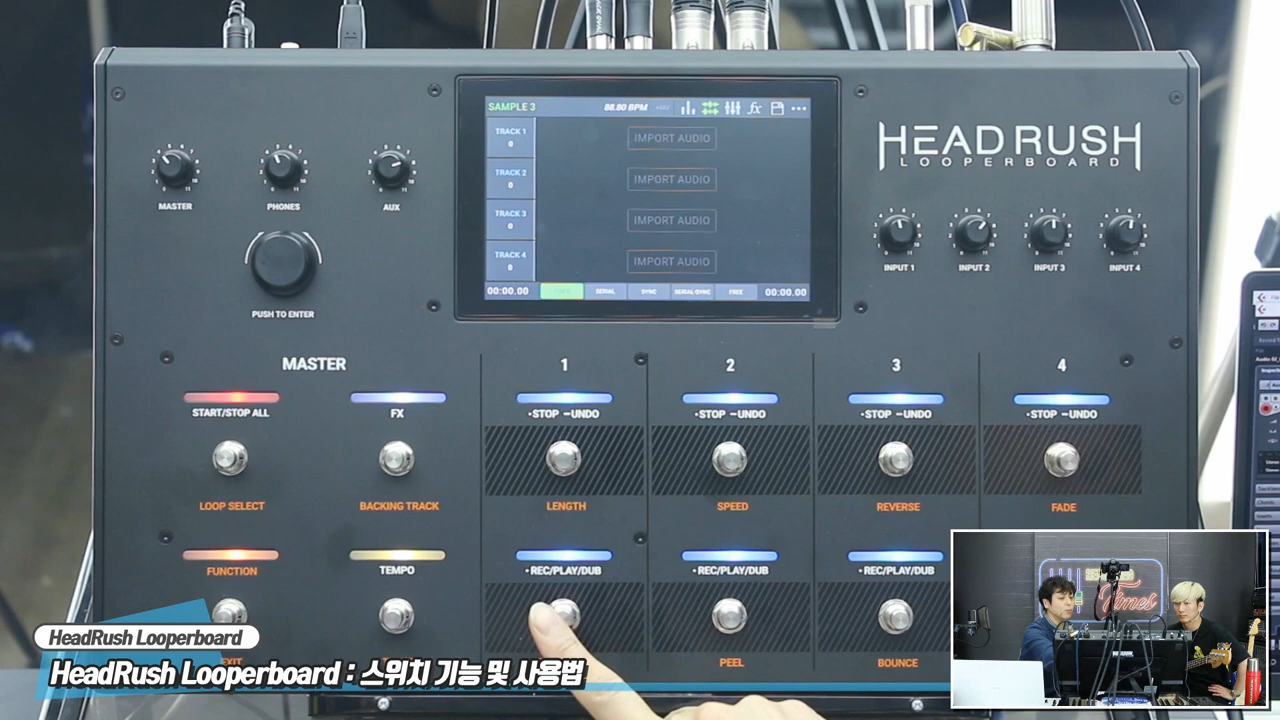 SAMPLE 3
88.80 BPM
fx
TRACK 1
0
IMPORT AUDIO
TRACK 2
0
IMPORT AUDIO
TRACK 3
0
IMPORT AUDIO
TRACK 4
0
IMPORT AUDIO
00:00.00
SERIAL
SYNC
SERIAL SYNC
FREE
00:00.00
HEADRUSH
LOOPERBOARD
MASTER
PHONES
AUX
PUSH TO ENTER
INPUT 1
INPUT 2
INPUT 3
INPUT 4
MASTER
1
2
3
4
START/STOP ALL
FX
•STOP —UNDO
•STOP —UNDO
•STOP —UNDO
•STOP —UNDO
LOOP SELECT
BACKING TRACK
LENGTH
SPEED
REVERSE
FADE
FUNCTION
TEMPO
•REC/PLAY/DUB
•REC/PLAY/DUB
•REC/PLAY/DUB
EXIT
PEEL
BOUNCE
Times
HeadRush Looperboard
HeadRush Looperboard : 스위치 기능 및 사용법